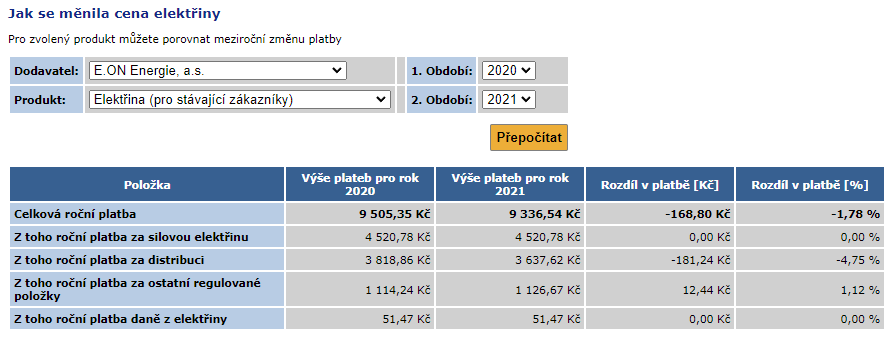 Jak se měnila cena elektřiny
Pro zvolený produkt můžete porovnat meziroční změnu platby
Dodavatel: E.ON Energie, a.s. 1. Období: 2020
Produkt: Elektřina (pro stávající zákazníky) 2. Období: 2021
Přepočítat
Položka Výše plateb pro rok 2020 Výše plateb pro rok 2021 Rozdíl v platbě [Kč] Rozdíl v platbě [%]
Celková roční platba 9 505,35 Kč 9 336,54 Kč -168,80 Kč -1,78 %
Z toho roční platba za silovou elektřinu 4 520,78 Kč 4 520,78 Kč 0,00 Kč 0,00 %
Z toho roční platba za distribuci 3 818,86 Kč 3 637,62 Kč -181,24 Kč -4,75 %
Z toho roční platba za ostatní regulované položky 1 114,24 Kč 1 126,67 Kč 12,44 Kč 1,12 %
Z toho roční platba daně z elektřiny 51,47 Kč 51,47 Kč 0,00 Kč 0,00 %